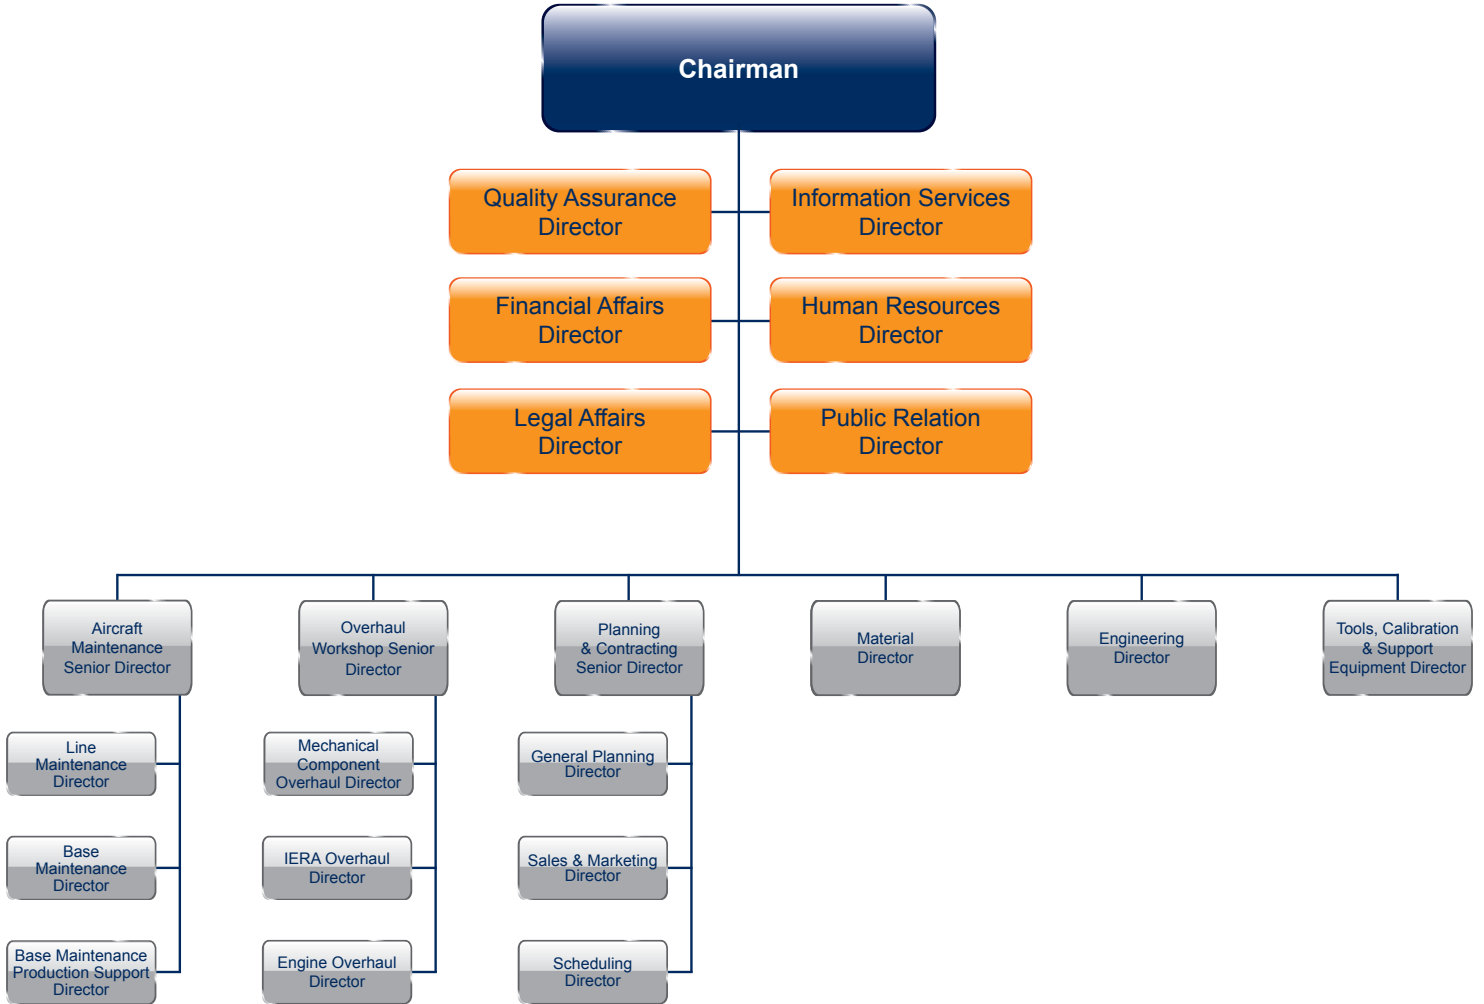 Chairman
Quality Assurance
Director
Information Services
Director
Financial Affairs
Director
Human Resources
Director
Legal Affairs
Director
Public Relation
Director
Aircraft
Maintenance
Senior Director
Overhaul
Workshop Senior
Director
Planning
& Contracting
Senior Director
Material
Director
Engineering
Director
Tools, Calibration
& Support
Equipment Director
Line
Maintenance
Director
Mechanical
Component
Overhaul Director
General Planning
Director
Base
Maintenance
Director
IERA Overhaul
Director
Sales & Marketing
Director
Base Maintenance
Production Support
Director
Engine Overhaul
Director
Scheduling
Director